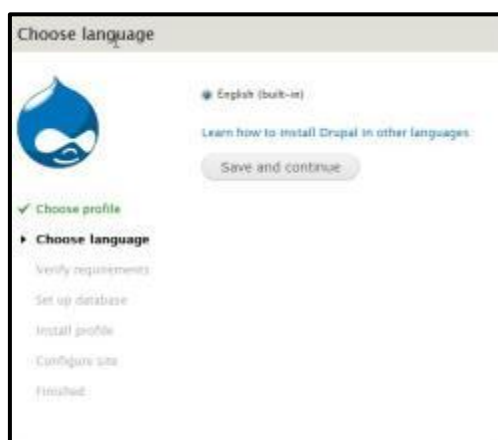 Choose language
English (built-in)
Learn how to install Drupal in other languages
Save and continue
Choose profile
Choose language
Verify requirements
Set up database
Install profile
Configure site
Finished